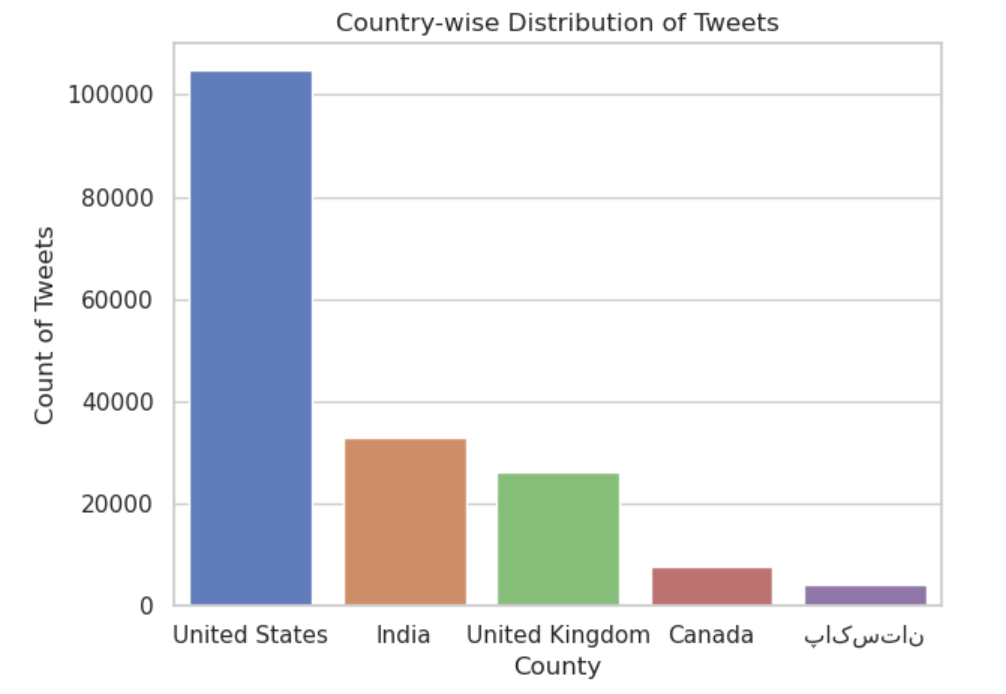 Country-wise Distribution of Tweets
Count of Tweets
100000
80000
60000
40000
20000
0
United States India United Kingdom Canada پاکستان
County